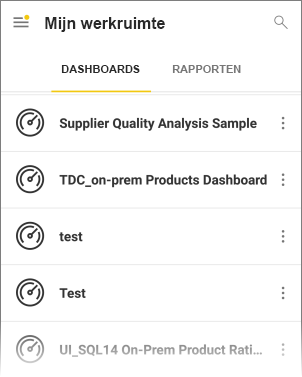 Mijn werkruimte
DASHBOARDS RAPPORTEN
Supplier Quality Analysis Sample
TDC_on-prem Products Dashboard
test
Test
UI_SQL14 On-Prem Product Rati...